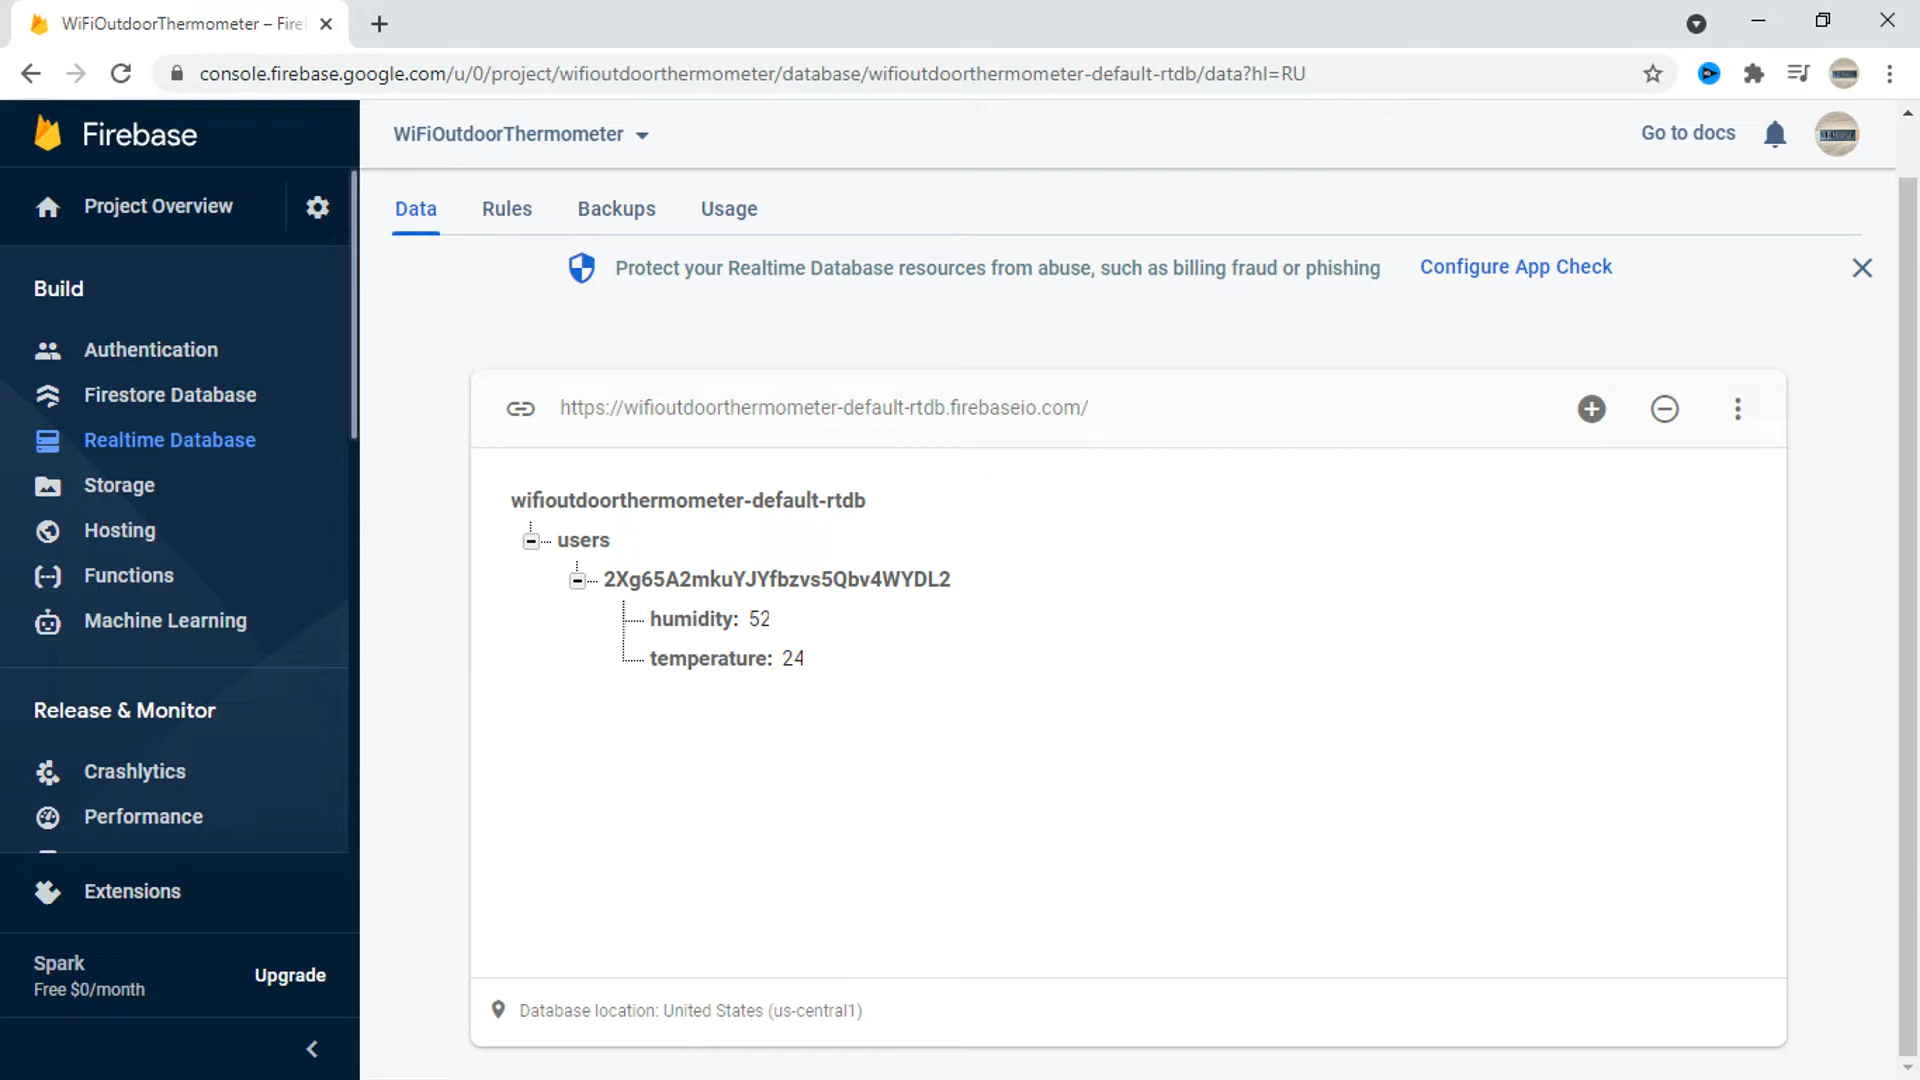 WiFiOutdoorThermometer – Fire
console.firebase.google.com/u/0/project/wifioutdoorthermometer/database/wifioutdoorthermometer-default-rtdb/data?hl=RU
Firebase
WiFiOutdoorThermometer
Go to docs
Project Overview
Data
Rules
Backups
Usage
Protect your Realtime Database resources from abuse, such as billing fraud or phishing
Configure App Check
Build
Authentication
Firestore Database
Realtime Database
Storage
Hosting
Functions
Machine Learning
Release & Monitor
Crashlytics
Performance
Extensions
Spark
Free $0/month
Upgrade
https://wifioutdoorthermometer-default-rtdb.firebaseio.com/
wifioutdoorthermometer-default-rtdb
users
2Xg65A2mkuYJYfbzvs5Qbv4WYDL2
humidity: 52
temperature: 24
Database location: United States (us-central1)